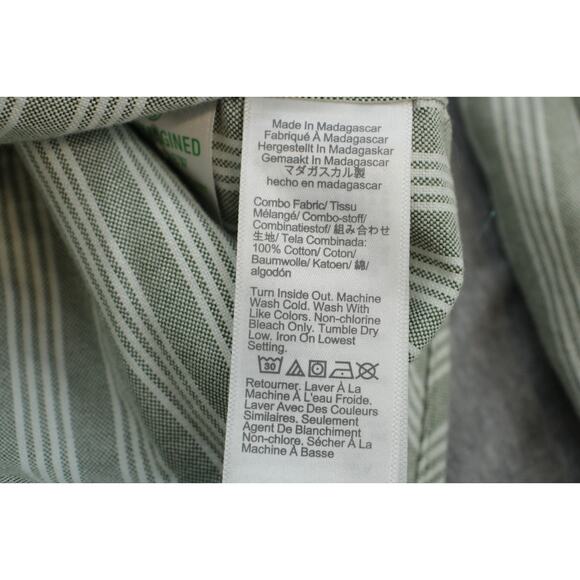 GINED
Made In Madagascar
Fabriqué À Madagascar
Hergestellt In Madagaskar
Gemaakt In Madagascar
マダガスカル製
hecho en madagascar
Combo Fabric/ Tissu
Mélangé/ Combo-stoff/
Combinatiestof/ 組み合わせ
生地/ Tela Combinada:
100% Cotton/ Coton/
Baumwolle/ Katoen/ 綿/
algodón
Turn Inside Out. Machine
Wash Cold. Wash With
Like Colors. Non-chlorine
Bleach Only. Tumble Dry
Low. Iron On Lowest
Setting.
30
Retourner. Laver À La
Machine À L'eau Froide.
Laver Avec Des Couleurs
Similaires, Seulement
Agent De Blanchiment
Non-chlore. Sécher À La
Machine À Basse